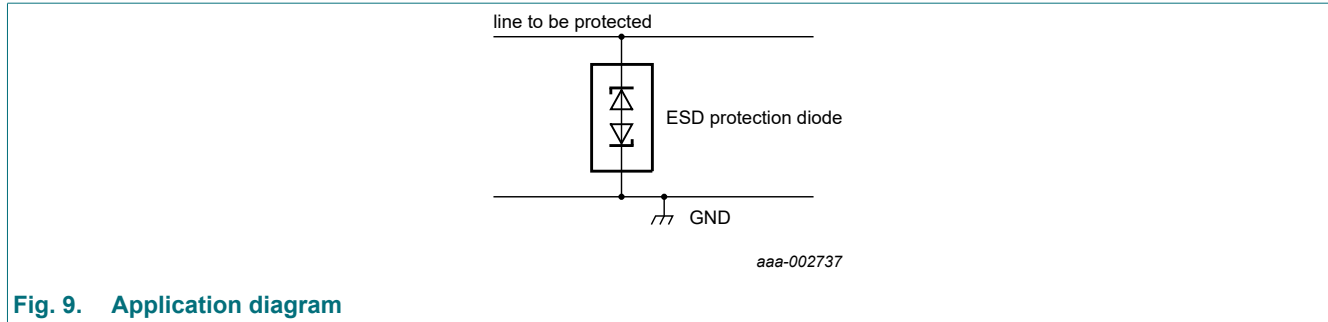 line to be protected
ESD protection diode
GND
aaa-002737
Fig. 9. Application diagram